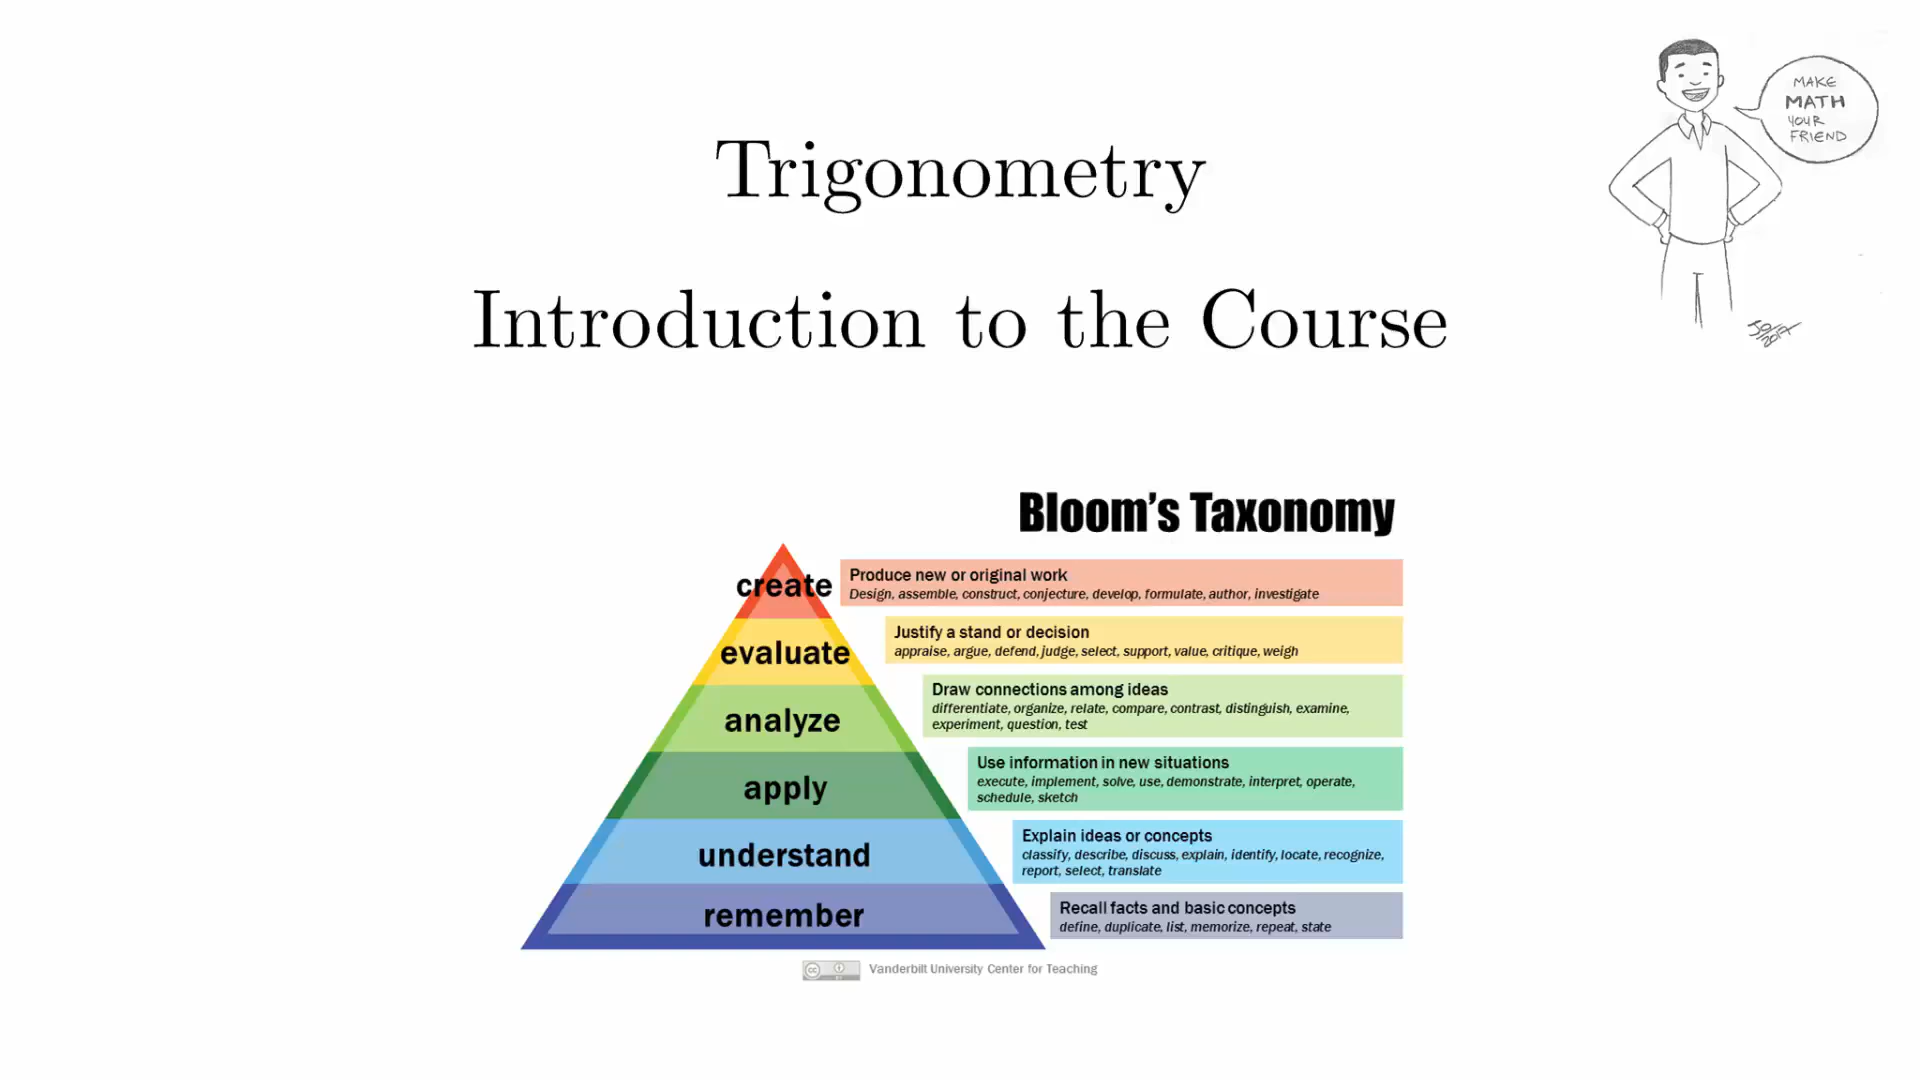 Trigonometry
Introduction to the Course
MAKE
MATH
YOUR
FRIEND
2017
Bloom's Taxonomy
create
Produce new or original work
Design, assemble, construct, conjecture, develop, formulate, author, investigate
evaluate
Justify a stand or decision
appraise, argue, defend, judge, select, support, value, critique, weigh
analyze
Draw connections among ideas
differentiate, organize, relate, compare, contrast, distinguish, examine,
experiment, question, test
apply
Use information in new situations
execute, implement, solve, use, demonstrate, interpret, operate,
schedule, sketch
understand
Explain ideas or concepts
classify, describe, discuss, explain, identify, locate, recognize,
report, select, translate
remember
Recall facts and basic concepts
define, duplicate, list, memorize, repeat, state
cc
Vanderbilt University Center for Teaching